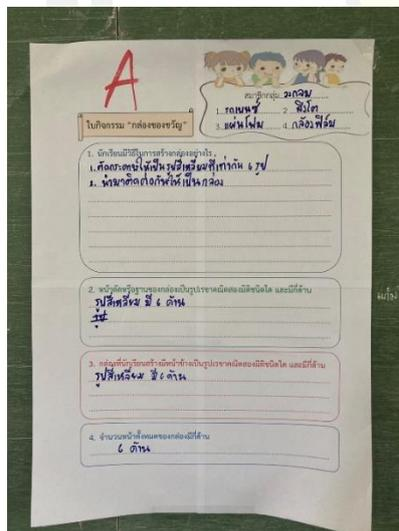 A
สมาชิกกลุ่ม วงกลม
1. รถเบนซ์ 2. สิงโต
3. แผ่นโฟม 4. กล้องฟิล์ม
ใบกิจกรรม "กล่องของขวัญ"
1. นักเรียนมีวิธีในการสร้างกล่องอย่างไร
1. ตัดกระดาษให้เป็นรูปสี่เหลี่ยมที่เท่ากัน 6 รูป
2. นำมาติดต่อกันให้เป็นกล่อง
2. หน้าตัดหรือฐานของกล่องเป็นรูปเรขาคณิตสองมิติชนิดใด และมีกี่ด้าน
รูปสี่เหลี่ยม มี 6 ด้าน
3. กล่องที่นักเรียนสร้างมีหน้าข้างเป็นรูปเรขาคณิตสองมิติชนิดใด และมีกี่ด้าน
รูปสี่เหลี่ยม มี 6 ด้าน
4. จำนวนหน้าทั้งหมดของกล่องมีกี่ด้าน
6 ด้าน